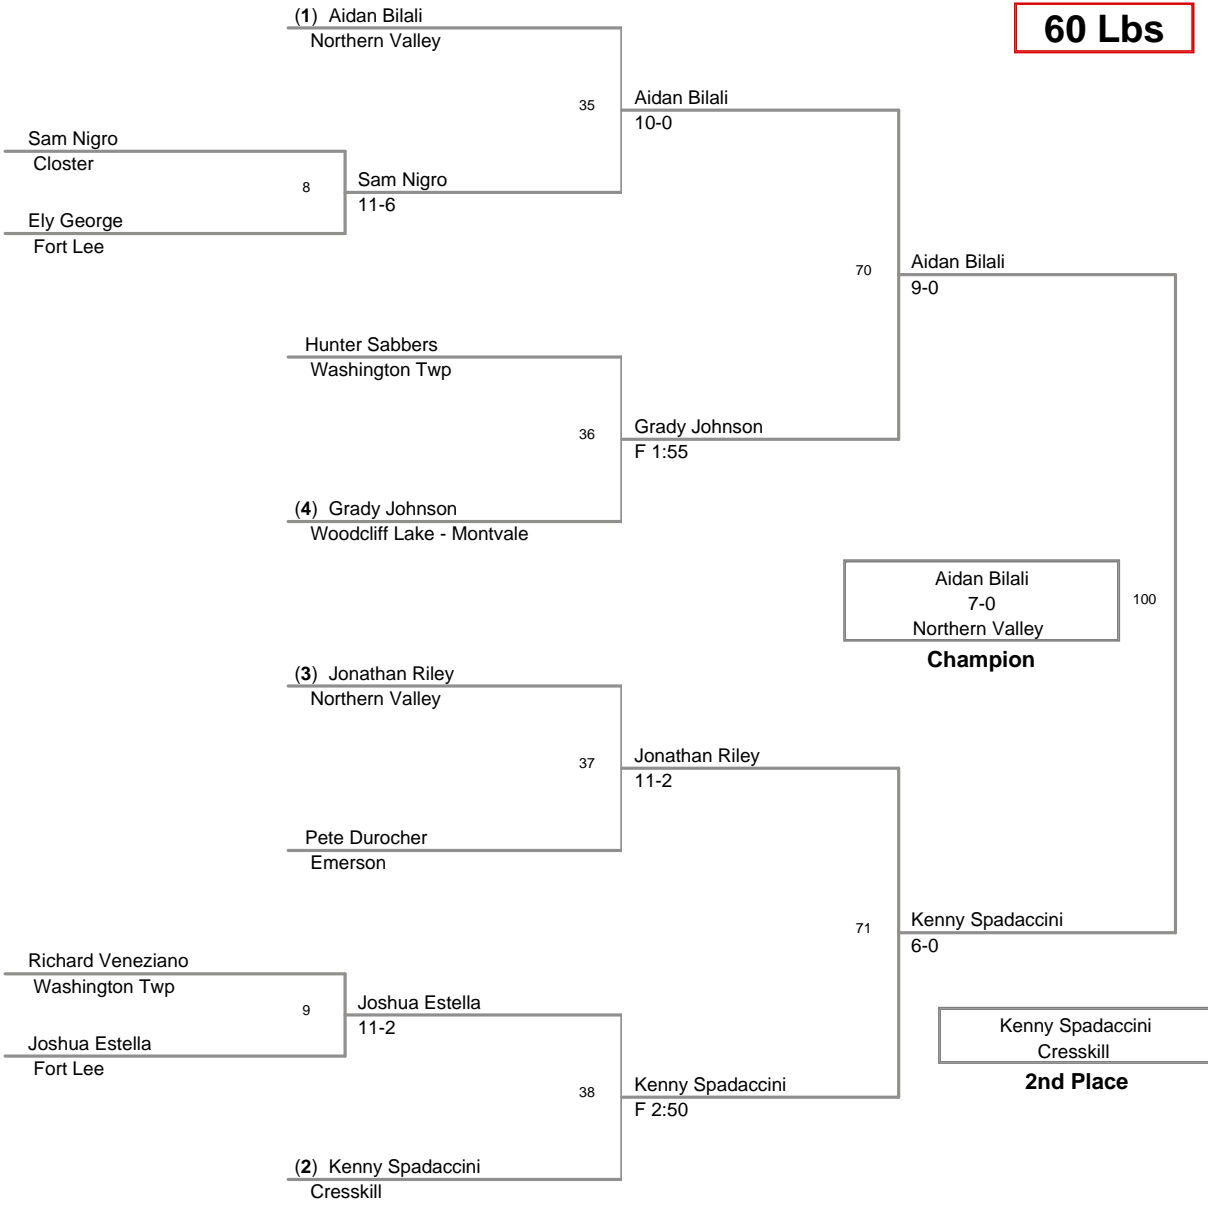 (1) Aidan Bilali
Northern Valley
60 Lbs
35
Aidan Bilali
10-0
Sam Nigro
Closter
8
Sam Nigro
11-6
Ely George
Fort Lee
70
Aidan Bilali
9-0
Hunter Sabbers
Washington Twp
36
Grady Johnson
F 1:55
(4) Grady Johnson
Woodcliff Lake - Montvale
Aidan Bilali
7-0
Northern Valley
100
Champion
(3) Jonathan Riley
Northern Valley
37
Jonathan Riley
11-2
Pete Durocher
Emerson
71
Kenny Spadaccini
6-0
Richard Veneziano
Washington Twp
9
Joshua Estella
11-2
Joshua Estella
Fort Lee
Kenny Spadaccini
Cresskill
2nd Place
38
Kenny Spadaccini
F 2:50
(2) Kenny Spadaccini
Cresskill